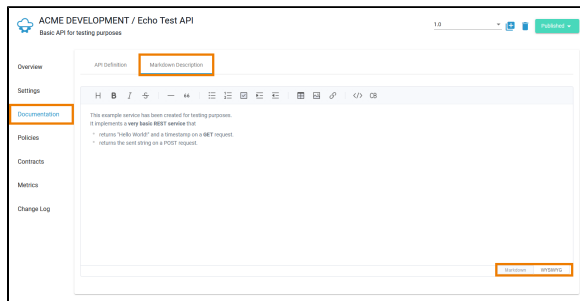 ACME DEVELOPMENT / Echo Test API
Basic API for testing purposes
1.0
Published
Overview
Settings
Documentation
Policies
Contracts
Metrics
Change Log
API Definition Markdown Description
H B I S — “ </> CB
This example service has been created for testing purposes.
It implements a very basic REST service that
• returns "Hello World!" and a timestamp on a GET request.
• returns the sent string on a POST request.
Markdown WYSIWYG